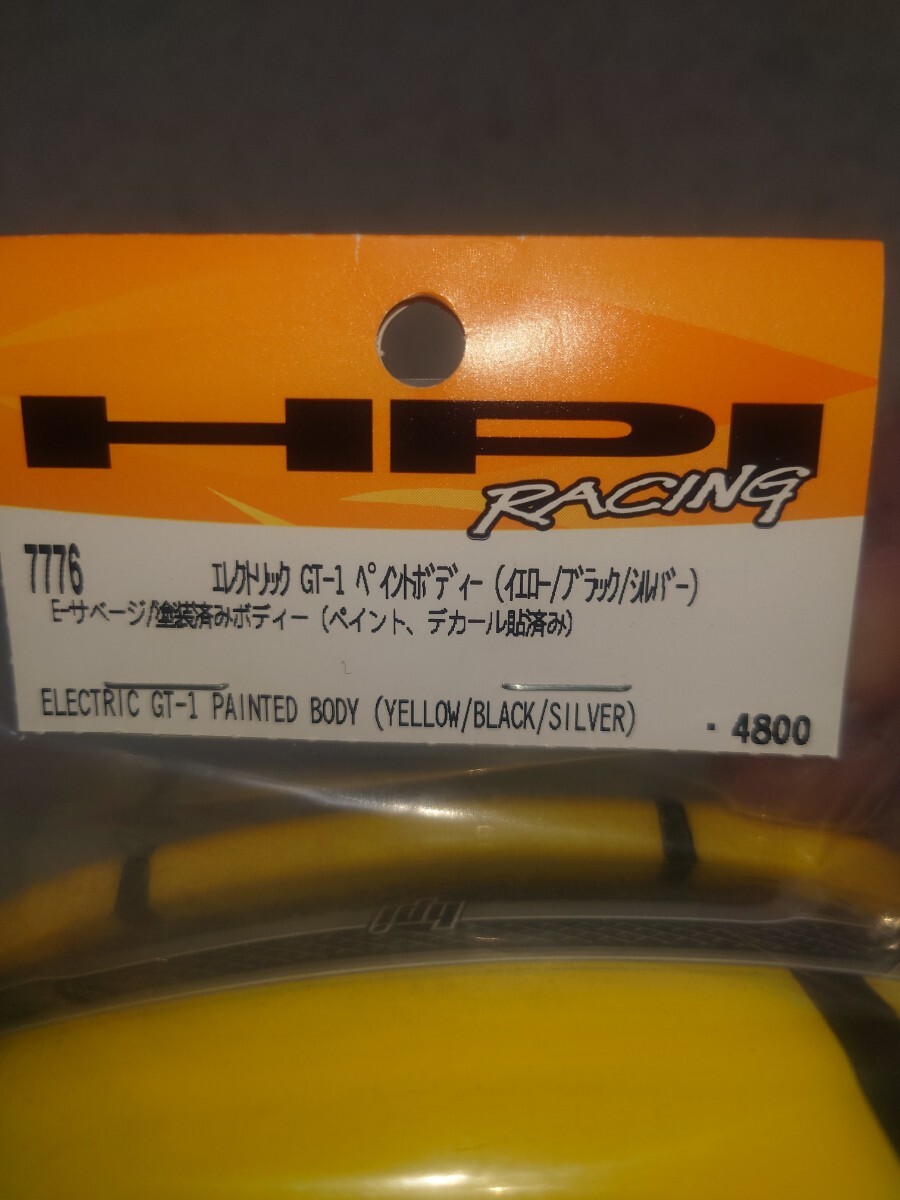 HPI
RACING
7776 エレクトリック GT-1 ペイントボディー (イエロー/ブラック/シルバー)
E-サベージ/塗装済みボディー (ペイント、デカール貼済み)
ELECTRIC GT-1 PAINTED BODY (YELLOW/BLACK/SILVER) · 4800
hpi